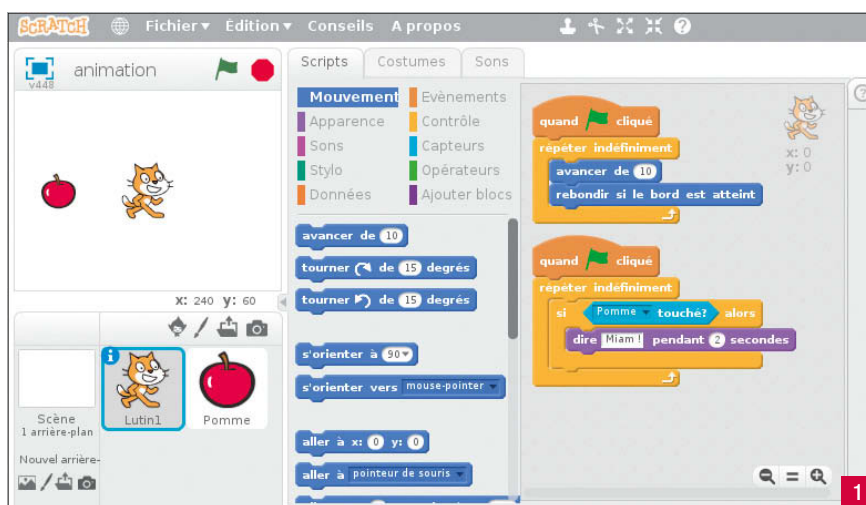 SCRATCH Fichier▼ Édition▼ Conseils A propos
v448 animation
Scripts Costumes Sons
Mouvement Evènements
Apparence Contrôle
Sons Capteurs
Stylo Opérateurs
Données Ajouter blocs
avancer de 10
tourner de 15 degrés
tourner de 15 degrés
s'orienter à 90▼
s'orienter vers mouse-pointer
aller à x: 0 y: 0
aller à pointeur de souris
quand cliqué
répéter indéfiniment
avancer de 10
rebondir si le bord est atteint
quand cliqué
répéter indéfiniment
si Pomme touché? alors
dire Miam ! pendant 2 secondes
x: 0
y: 0
X: 240 Y: 60
Scène
1 arrière-plan
Nouvel arrière-
Lutin1
Pomme
1